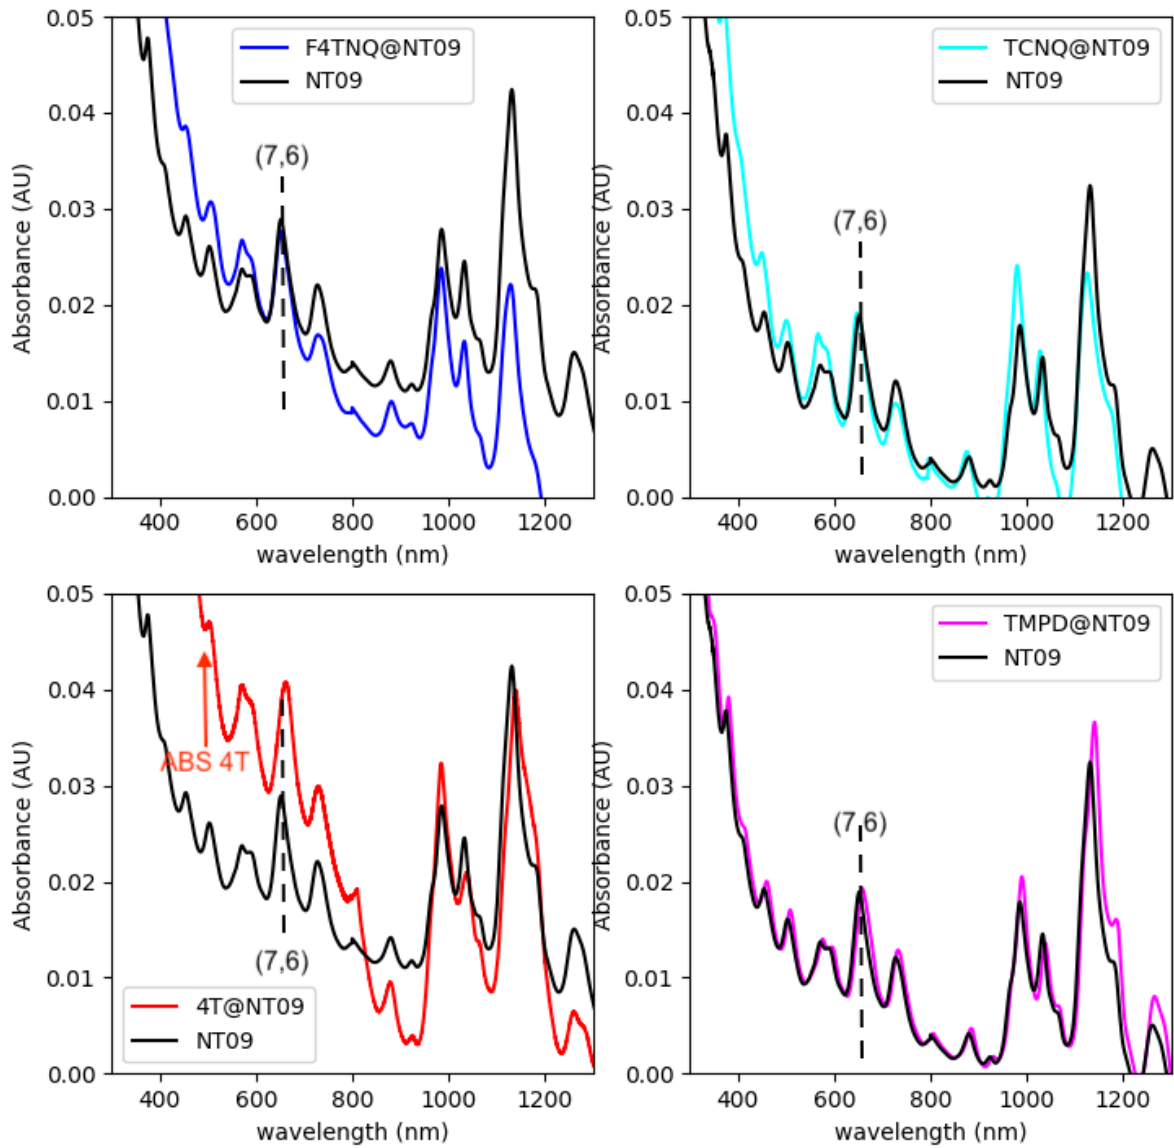 0.05
0.04
0.03
0.02
0.01
0.00
Absorbance (AU)
F4TNQ@NT09
NT09
(7,6)
400 600 800 1000 1200
wavelength (nm)
0.05
0.04
0.03
0.02
0.01
0.00
Absorbance (AU)
TCNQ@NT09
NT09
(7,6)
400 600 800 1000 1200
wavelength (nm)
0.05
0.04
0.03
0.02
0.01
0.00
Absorbance (AU)
ABS 4T
(7,6)
4T@NT09
NT09
400 600 800 1000 1200
wavelength (nm)
0.05
0.04
0.03
0.02
0.01
0.00
Absorbance (AU)
TMPD@NT09
NT09
(7,6)
400 600 800 1000 1200
wavelength (nm)